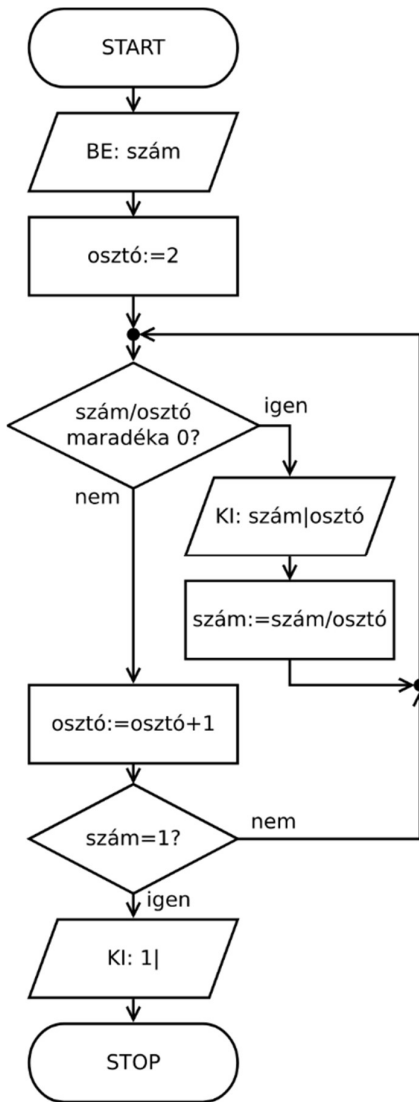 START
BE: szám
osztó:=2
szám/osztó
maradéka 0?
igen
nem
KI: szám|osztó
szám:=szám/osztó
osztó:=osztó+1
szám=1?
nem
igen
KI: 1|
STOP